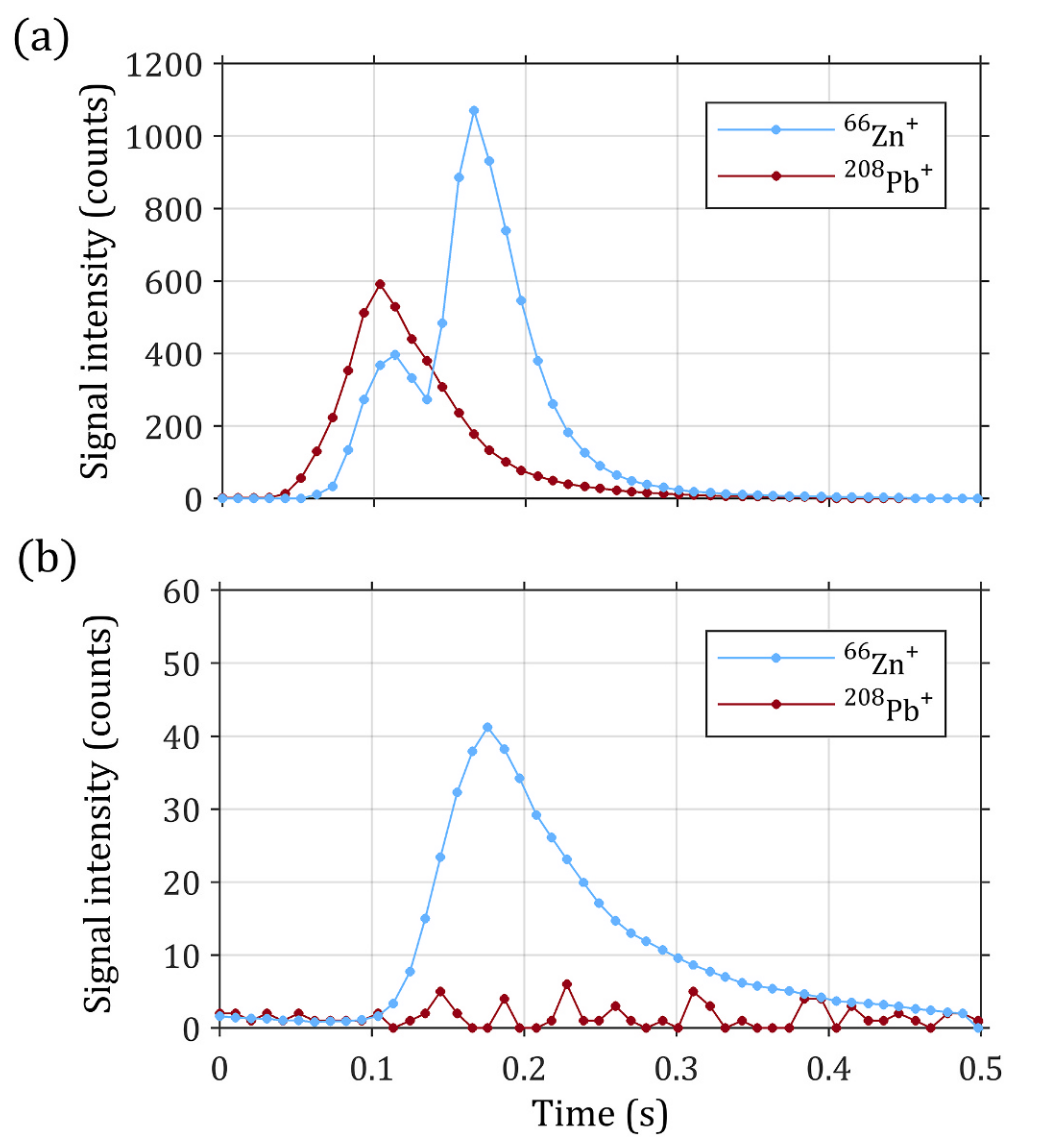 (a)
1200
1000
800
600
400
200
0
Signal intensity (counts)
⁶⁶Zn⁺
²⁰⁸Pb⁺
(b)
60
50
40
30
20
10
0
Signal intensity (counts)
⁶⁶Zn⁺
²⁰⁸Pb⁺
0 0.1 0.2 0.3 0.4 0.5
Time (s)